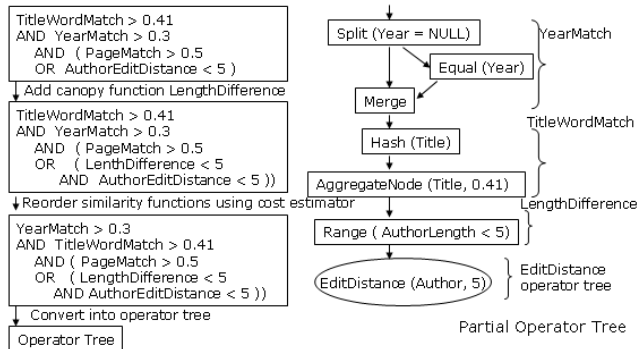 TitleWordMatch > 0.41
AND YearMatch > 0.3
AND ( PageMatch > 0.5
OR AuthorEditDistance < 5 )
Add canopy function LengthDifference
TitleWordMatch > 0.41
AND YearMatch > 0.3
AND ( PageMatch > 0.5
OR ( LenthDifference < 5
AND AuthorEditDistance < 5 ))
Reorder similarity functions using cost estimator
YearMatch > 0.3
AND TitleWordMatch > 0.41
AND ( PageMatch > 0.5
OR ( LengthDifference < 5
AND AuthorEditDistance < 5 ))
Convert into operator tree
Operator Tree
Split (Year = NULL)
YearMatch
Equal (Year)
Merge
TitleWordMatch
Hash (Title)
AggregateNode (Title, 0.41)
LengthDifference
Range ( AuthorLength < 5)
EditDistance (Author, 5)
EditDistance
operator tree
Partial Operator Tree